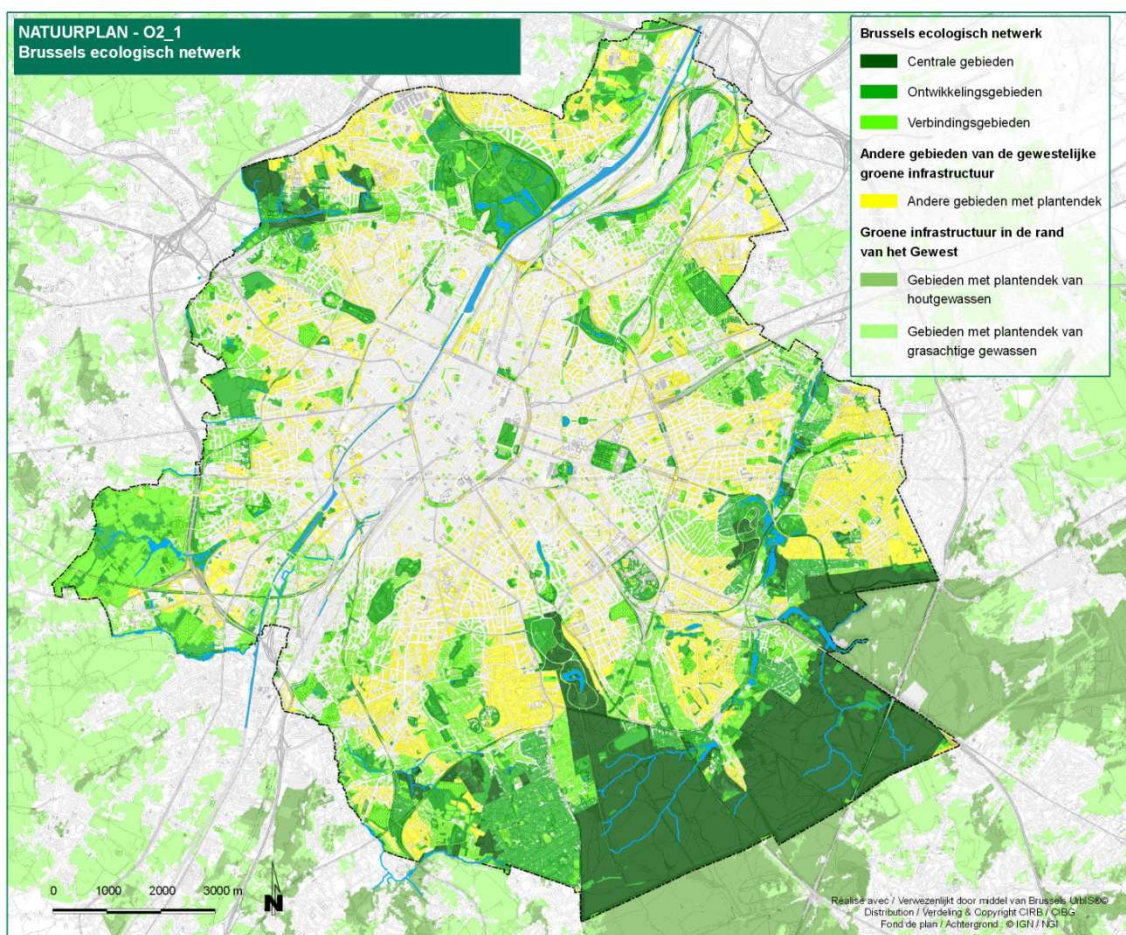 NATUURPLAN - O2_1
Brussels ecologisch netwerk
Brussels ecologisch netwerk
Centrale gebieden
Ontwikkelingsgebieden
Verbindingsgebieden
Andere gebieden van de gewestelijke
groene infrastructuur
Andere gebieden met plantendek
Groene infrastructuur in de rand
van het Gewest
Gebieden met plantendek van
houtgewassen
Gebieden met plantendek van
grasachtige gewassen
0 1000 2000 3000 m
N
Réalisé avec / Verwezenlijkt door middel van Brussels UrbIS®©
Distribution / Verdeling & Copyright CIRB / CIBG
Fond de plan / Achtergrond : © IGN / NGI